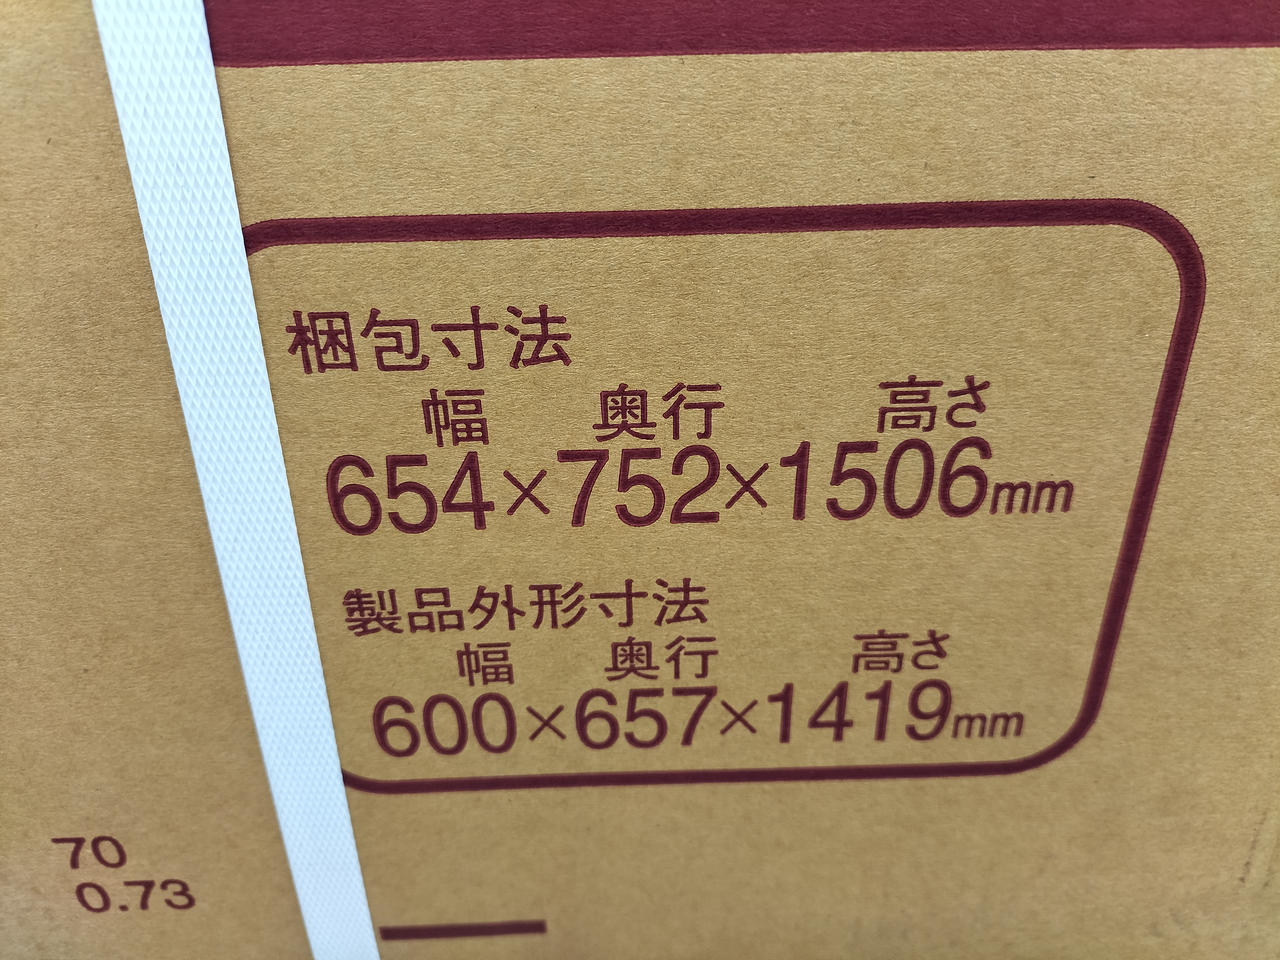 梱包寸法
幅 奥行 高さ
654×752×1506mm
製品外形寸法
幅 奥行 高さ
600×657×1419mm
70
0.73